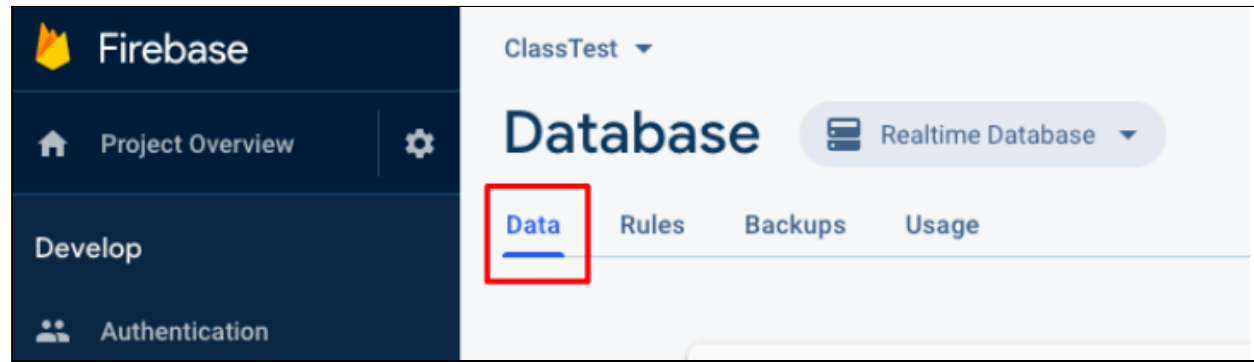 Firebase
Project Overview
Develop
Authentication
ClassTest
Database Realtime Database
Data Rules Backups Usage